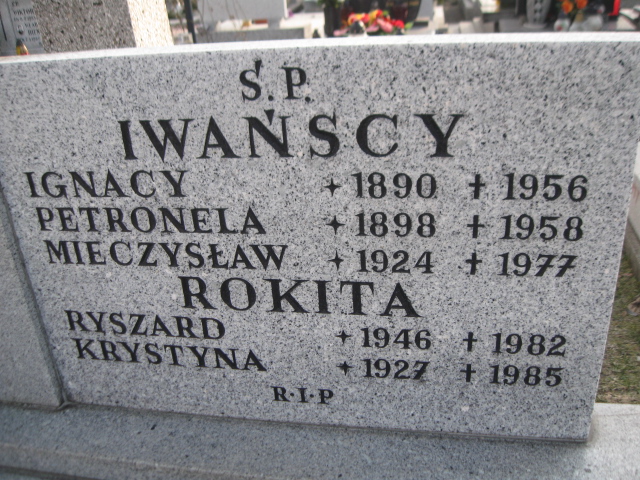 Ś.P.
IWAŃSCY
IGNACY ✦ 1890 ✝ 1956
PETRONELA ✦ 1898 ✝ 1958
MIECZYSŁAW ✦ 1924 ✝ 1977
ROKITA
RYSZARD ✦ 1946 ✝ 1982
KRYSTYNA ✦ 1927 ✝ 1985
R·I·P